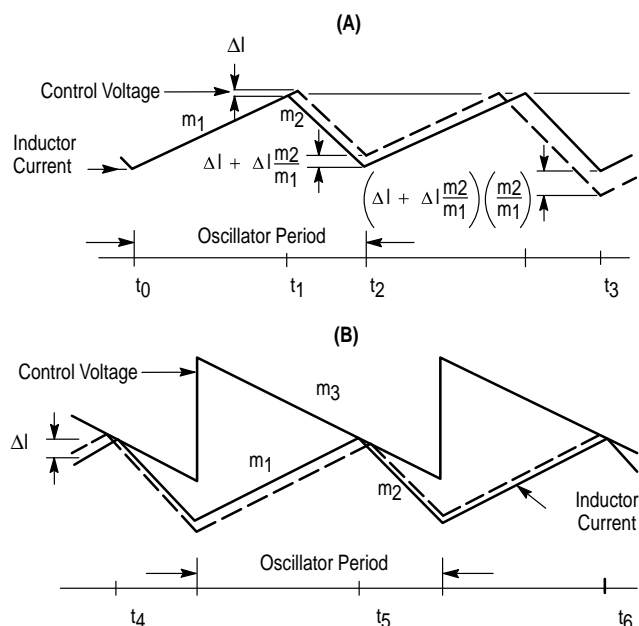 (A)
ΔI
Control Voltage
m1
m2
Inductor
Current
ΔI + ΔI m2/m1
(ΔI + ΔI m2/m1) (m2/m1)
Oscillator Period
t0
t1
t2
t3
(B)
Control Voltage
m3
ΔI
m1
m2
Inductor
Current
Oscillator Period
t4
t5
t6